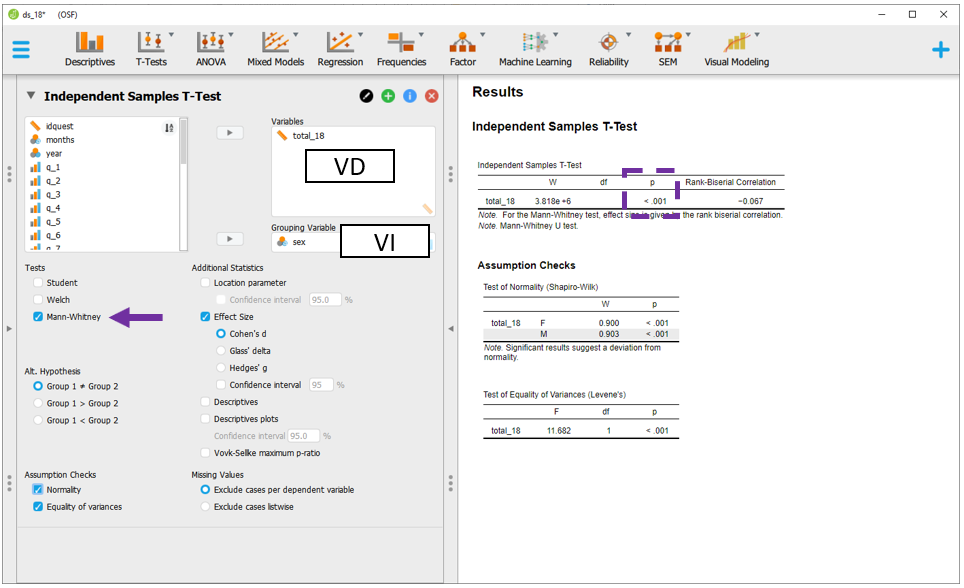 ds_18* (OSF)
Descriptives T-Tests ANOVA Mixed Models Regression Frequencies Factor Machine Learning Reliability SEM Visual Modeling
Independent Samples T-Test
idquest
months
year
q_1
q_2
q_3
q_4
q_5
q_6
q_7
Variables
total_18
VD
Grouping Variable
sex
VI
Tests
Student
Welch
Mann-Whitney
Alt. Hypothesis
Group 1 ≠ Group 2
Group 1 > Group 2
Group 1 < Group 2
Assumption Checks
Normality
Equality of variances
Additional Statistics
Location parameter
Confidence interval 95.0 %
Effect Size
Cohen's d
Glass' delta
Hedges' g
Confidence interval 95 %
Descriptives
Descriptives plots
Confidence interval 95.0 %
Vovk-Sellke maximum p-ratio
Missing Values
Exclude cases per dependent variable
Exclude cases listwise
Results
Independent Samples T-Test
Independent Samples T-Test
W df p Rank-Biserial Correlation
total_18 3.818e +6 < .001 −0.067
Note. For the Mann-Whitney test, effect size is given by the rank biserial correlation.
Note. Mann-Whitney U test.
Assumption Checks
Test of Normality (Shapiro-Wilk)
W p
total_18 F 0.900 < .001
M 0.903 < .001
Note. Significant results suggest a deviation from
normality.
Test of Equality of Variances (Levene's)
F df p
total_18 11.682 1 < .001